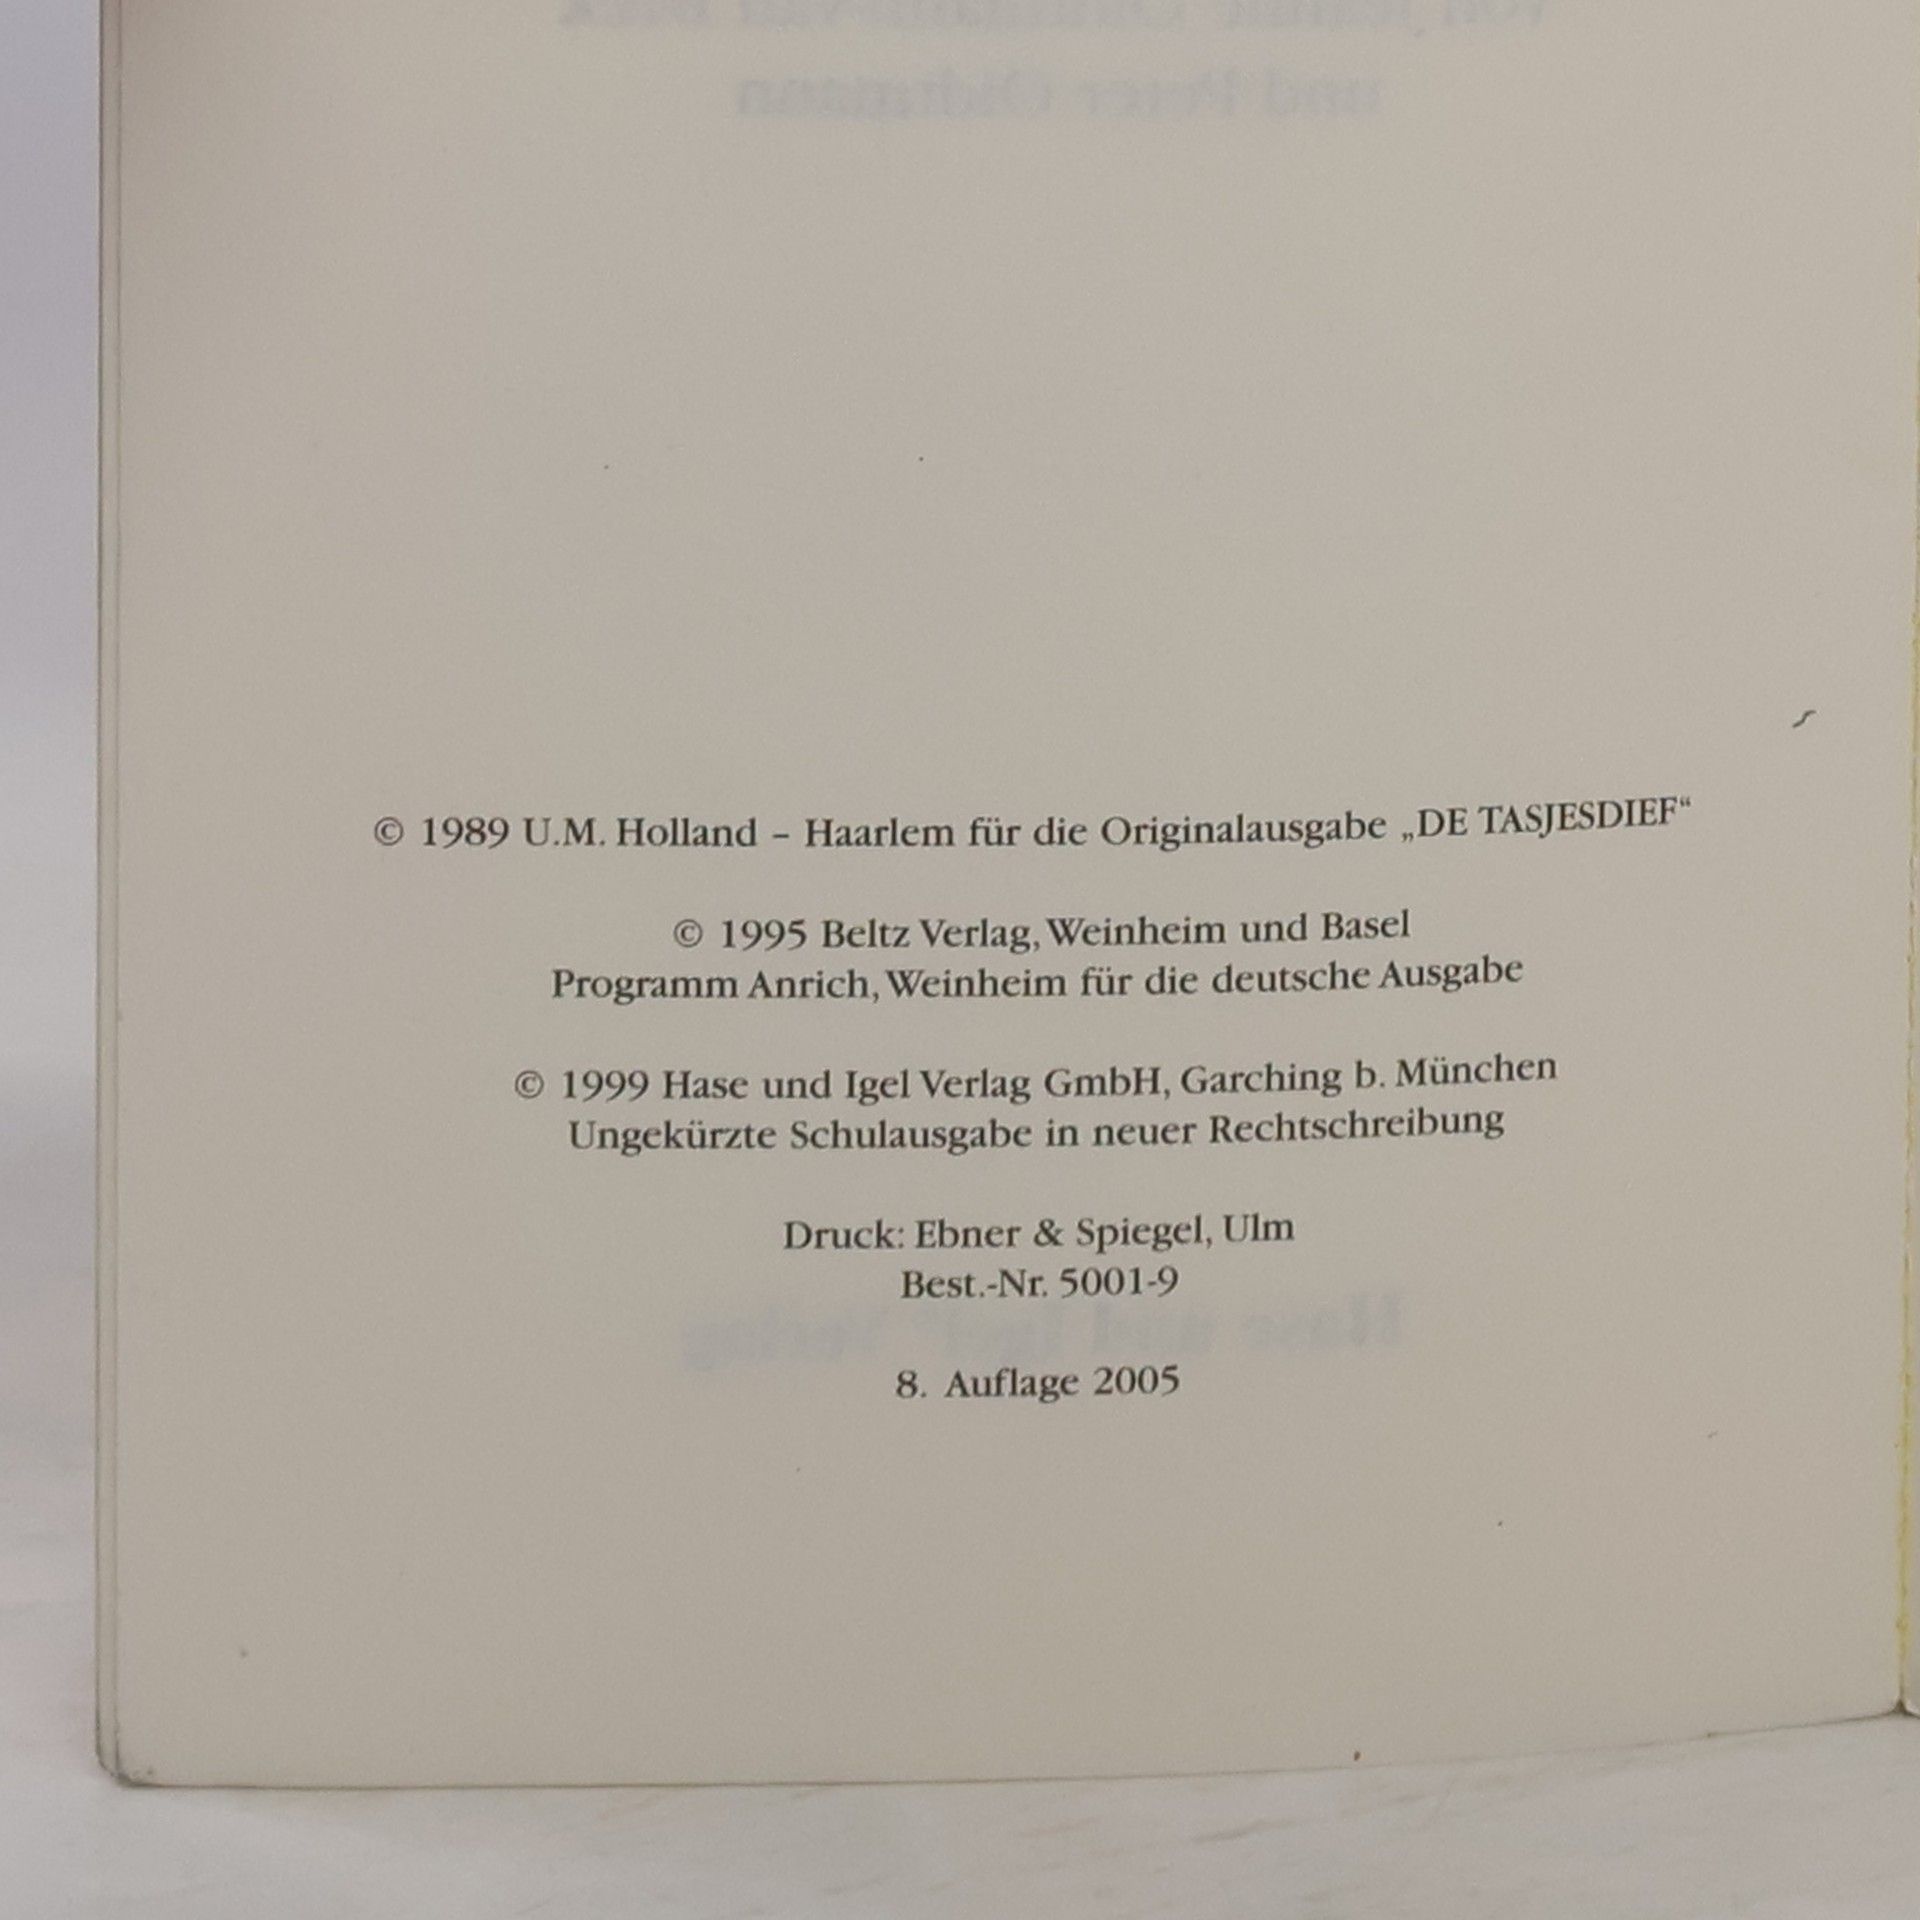 © 1989 U.M. Holland – Haarlem für die Originalausgabe „DE TASJESDIEF“
© 1995 Beltz Verlag, Weinheim und Basel
Programm Anrich, Weinheim für die deutsche Ausgabe
© 1999 Hase und Igel Verlag GmbH, Garching b. München
Ungekürzte Schulausgabe in neuer Rechtschreibung
Druck: Ebner & Spiegel, Ulm
Best.-Nr. 5001-9
8. Auflage 2005